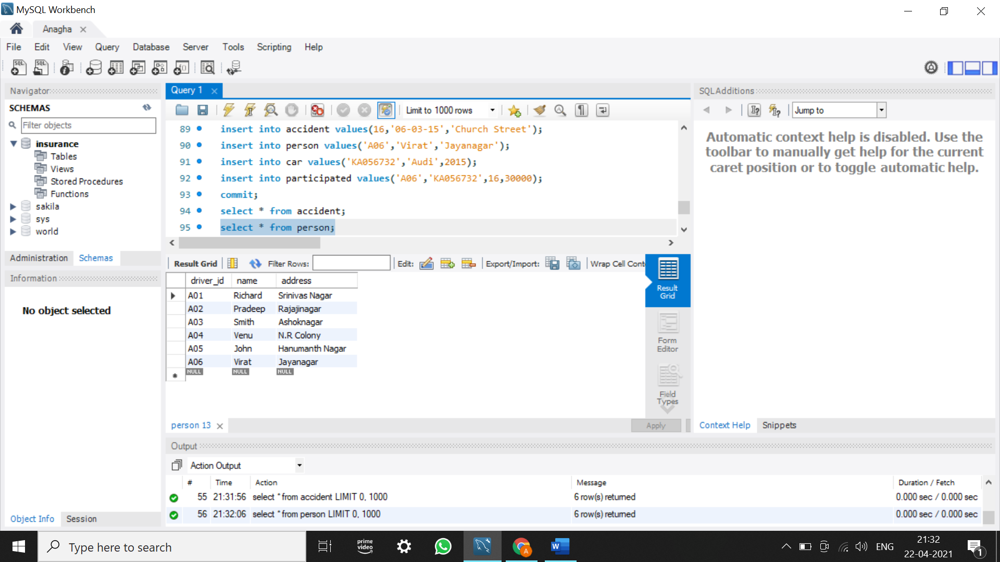 MySQL Workbench
Anagha
File Edit View Query Database Server Tools Scripting Help
Navigator
SCHEMAS
Filter objects
insurance
Tables
Views
Stored Procedures
Functions
sakila
sys
world
Administration Schemas
Information
No object selected
Object Info Session
Query 1
Limit to 1000 rows
89 insert into accident values(16,'06-03-15','Church Street');
90 insert into person values('A06','Virat','Jayanagar');
91 insert into car values('KA056732','Audi',2015);
92 insert into participated values('A06','KA056732',16,30000);
93 commit;
94 select * from accident;
95 select * from person;
Result Grid Filter Rows: Edit: Export/Import: Wrap Cell Cont
driver_id name address
A01 Richard Srinivas Nagar
A02 Pradeep Rajajinagar
A03 Smith Ashoknagar
A04 Venu N.R Colony
A05 John Hanumanth Nagar
A06 Virat Jayanagar
NULL NULL NULL
Result
Grid
Form
Editor
Field
Types
person 13
Apply
SQLAdditions
Jump to
Automatic context help is disabled. Use the
toolbar to manually get help for the current
caret position or to toggle automatic help.
Context Help Snippets
Output
Action Output
# Time Action Message Duration / Fetch
55 21:31:56 select * from accident LIMIT 0, 1000 6 row(s) returned 0.000 sec / 0.000 sec
56 21:32:06 select * from person LIMIT 0, 1000 6 row(s) returned 0.000 sec / 0.000 sec
Type here to search
prime
video
A
W
ENG
21:32
22-04-2021
1